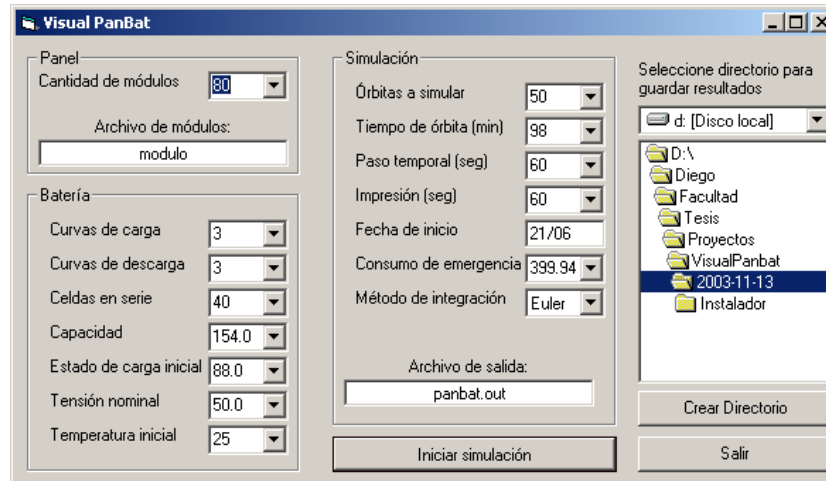 Visual PanBat
Panel
Cantidad de módulos 80
Archivo de módulos:
modulo
Batería
Curvas de carga 3
Curvas de descarga 3
Celdas en serie 40
Capacidad 154.0
Estado de carga inicial 88.0
Tensión nominal 50.0
Temperatura inicial 25
Simulación
Órbitas a simular 50
Tiempo de órbita (min) 98
Paso temporal (seg) 60
Impresión (seg) 60
Fecha de inicio 21/06
Consumo de emergencia 399.94
Método de integración Euler
Archivo de salida:
panbat.out
Iniciar simulación
Seleccione directorio para
guardar resultados
d: [Disco local]
D:\
Diego
Facultad
Tesis
Proyectos
VisualPanbat
2003-11-13
Instalador
Crear Directorio
Salir